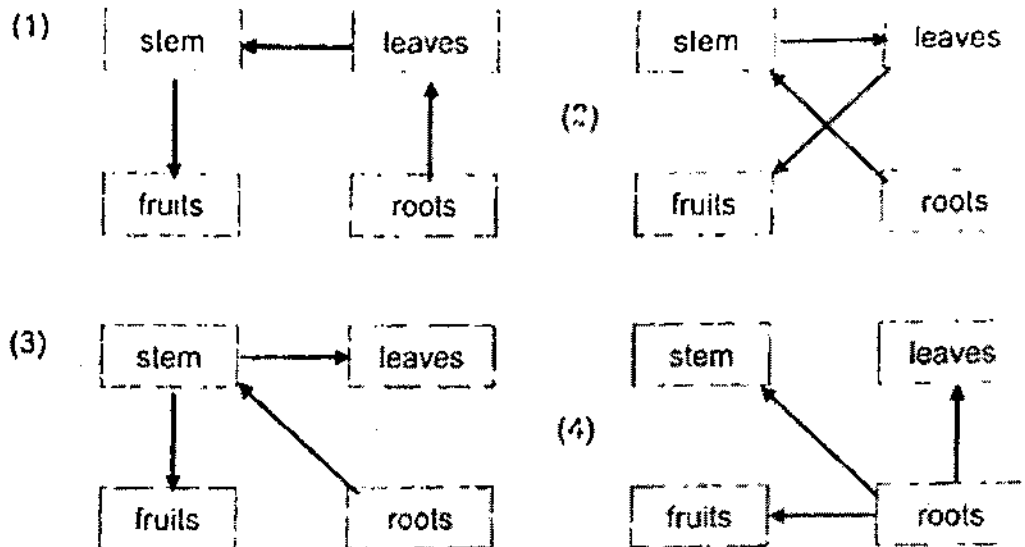 (1) stem leaves
fruits roots
(2) stem leaves
fruits roots
(3) stem leaves
fruits roots
(4) stem leaves
fruits roots